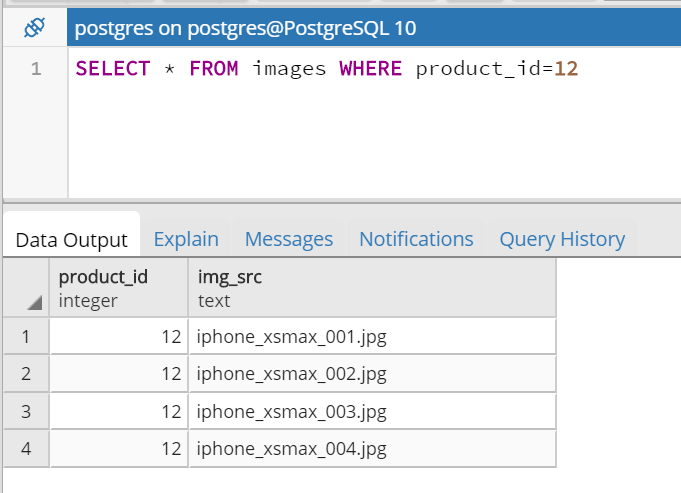 postgres on postgres@PostgreSQL 10
1 SELECT * FROM images WHERE product_id=12
Data Output Explain Messages Notifications Query History
product_id img_src
integer text
1 12 iphone_xsmax_001.jpg
2 12 iphone_xsmax_002.jpg
3 12 iphone_xsmax_003.jpg
4 12 iphone_xsmax_004.jpg